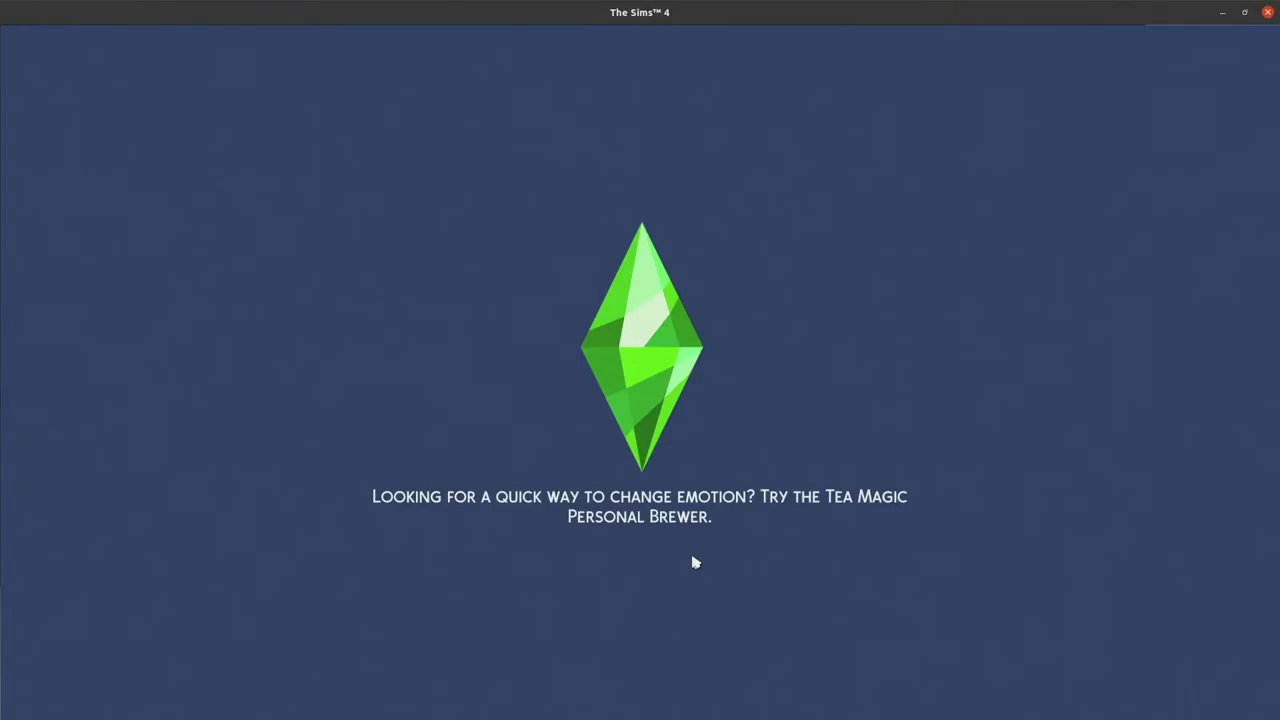 The Sims™ 4
Looking for a quick way to change emotion? Try the Tea Magic
Personal Brewer.